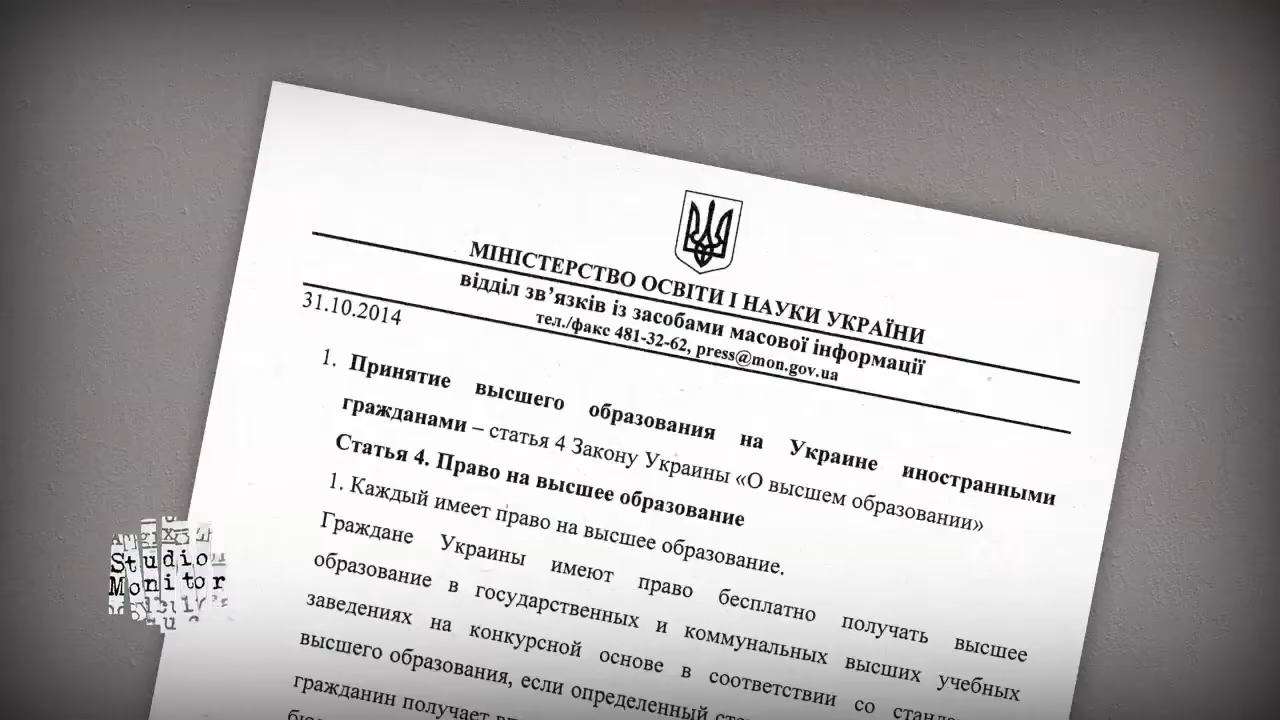 МІНІСТЕРСТВО ОСВІТИ І НАУКИ УКРАЇНИ
відділ зв’язків із засобами масової інформації
тел./факс 481-32-62, press@mon.gov.ua
31.10.2014
1. Принятие высшего образования на Украине иностранными
гражданами – статья 4 Закону Украины «О высшем образовании»
Статья 4. Право на высшее образование
1. Каждый имеет право на высшее образование.
Граждане Украины имеют право бесплатно получать высшее
образование в государственных и коммунальных высших учебных
заведениях на конкурсной основе в соответствии со
высшего образования, если определенный
гражданин получает
Studio
Monitor